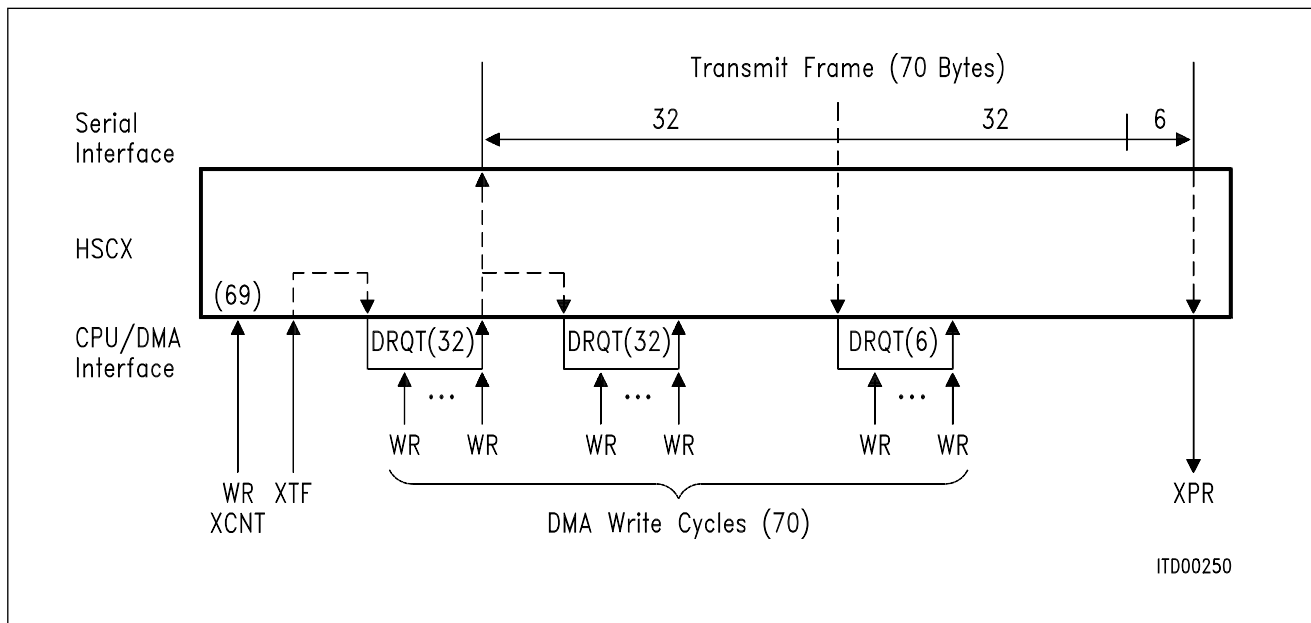 Transmit Frame (70 Bytes)
Serial
Interface
32
32
6
HSCX
(69)
CPU/DMA
Interface
DRQT(32)
DRQT(32)
DRQT(6)
...
...
...
WR
WR
WR
WR
WR
WR
WR
XCNT
XTF
XPR
DMA Write Cycles (70)
ITD00250